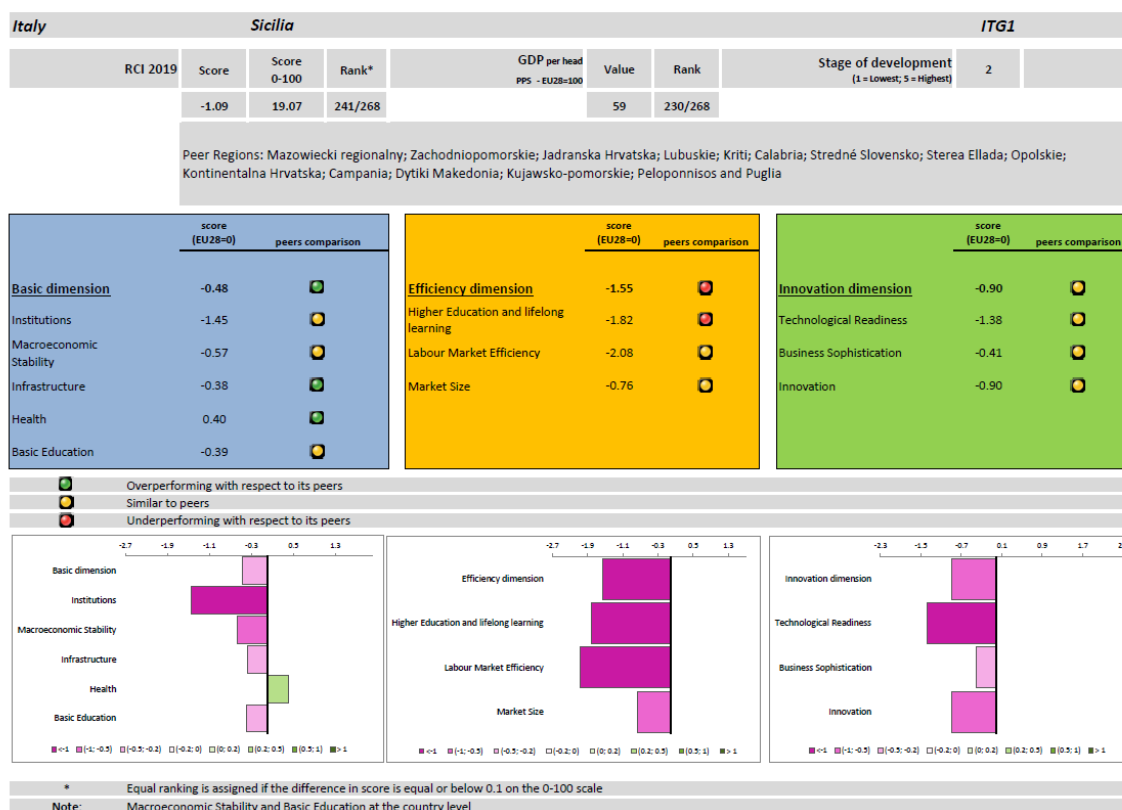 Italy Sicilia ITG1
RCI 2019 Score Score 0-100 Rank* GDP per head PPS - EU28=100 Value Rank Stage of development (1 = Lowest; 5 = Highest) 2
-1.09 19.07 241/268 59 230/268
Peer Regions: Mazowiecki regionalny; Zachodniopomorskie; Jadranska Hrvatska; Lubuskie; Kriti; Calabria; Stredné Slovensko; Sterea Ellada; Opolskie;
Kontinentalna Hrvatska; Campania; Dytiki Makedonia; Kujawsko-pomorskie; Peloponnisos and Puglia
score (EU28=0) peers comparison
Basic dimension -0.48
Institutions -1.45
Macroeconomic Stability -0.57
Infrastructure -0.38
Health 0.40
Basic Education -0.39
score (EU28=0) peers comparison
Efficiency dimension -1.55
Higher Education and lifelong learning -1.82
Labour Market Efficiency -2.08
Market Size -0.76
score (EU28=0) peers comparison
Innovation dimension -0.90
Technological Readiness -1.38
Business Sophistication -0.41
Innovation -0.90
Overperforming with respect to its peers
Similar to peers
Underperforming with respect to its peers
-2.7 -1.9 -1.1 -0.3 0.5 1.3
Basic dimension
Institutions
Macroeconomic Stability
Infrastructure
Health
Basic Education
<-1 (-1; -0.5) (-0.5; -0.2) (-0.2; 0) (0; 0.2) (0.2; 0.5) (0.5; 1) > 1
-2.7 -1.9 -1.1 -0.3 0.5 1.3
Efficiency dimension
Higher Education and lifelong learning
Labour Market Efficiency
Market Size
<-1 (-1; -0.5) (-0.5; -0.2) (-0.2; 0) (0; 0.2) (0.2; 0.5) (0.5; 1) > 1
-2.3 -1.5 -0.7 0.1 0.9 1.7
Innovation dimension
Technological Readiness
Business Sophistication
Innovation
<-1 (-1; -0.5) (-0.5; -0.2) (-0.2; 0) (0; 0.2) (0.2; 0.5) (0.5; 1) > 1
* Equal ranking is assigned if the difference in score is equal or below 0.1 on the 0-100 scale
Note: Macroeconomic Stability and Basic Education at the country level